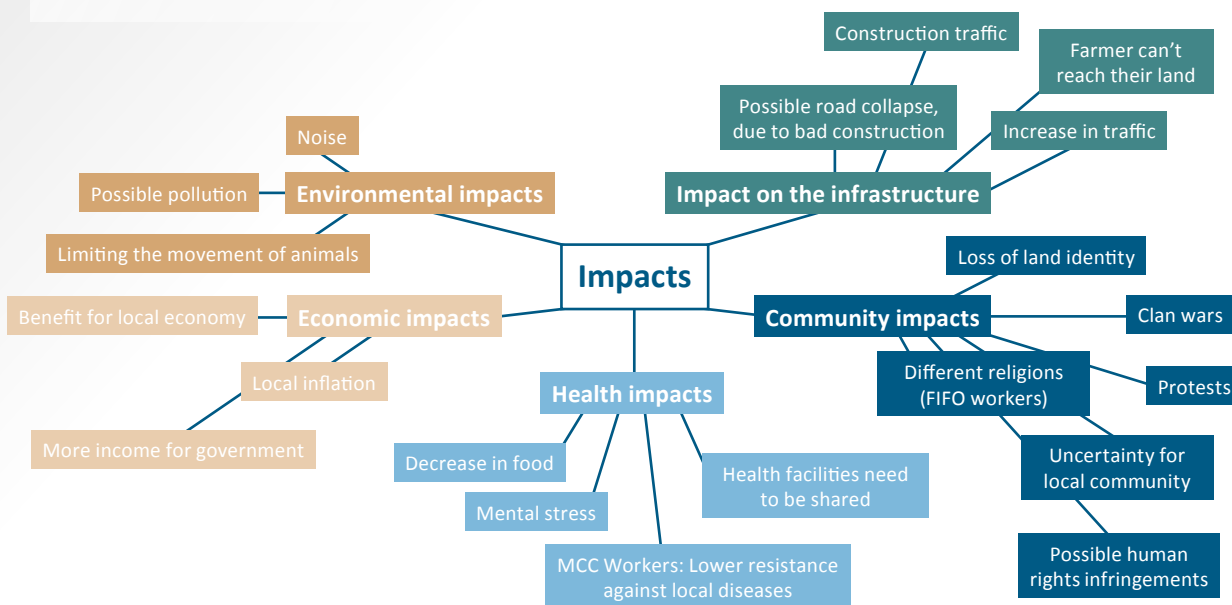 Impacts
Environmental impacts
Noise
Possible pollution
Limiting the movement of animals
Impact on the infrastructure
Construction traffic
Possible road collapse,
due to bad construction
Farmer can’t
reach their land
Increase in traffic
Economic impacts
Benefit for local economy
Local inflation
More income for government
Health impacts
Decrease in food
Mental stress
MCC Workers: Lower resistance
against local diseases
Health facilities need
to be shared
Community impacts
Loss of land identity
Clan wars
Protests
Different religions
(FIFO workers)
Uncertainty for
local community
Possible human
rights infringements